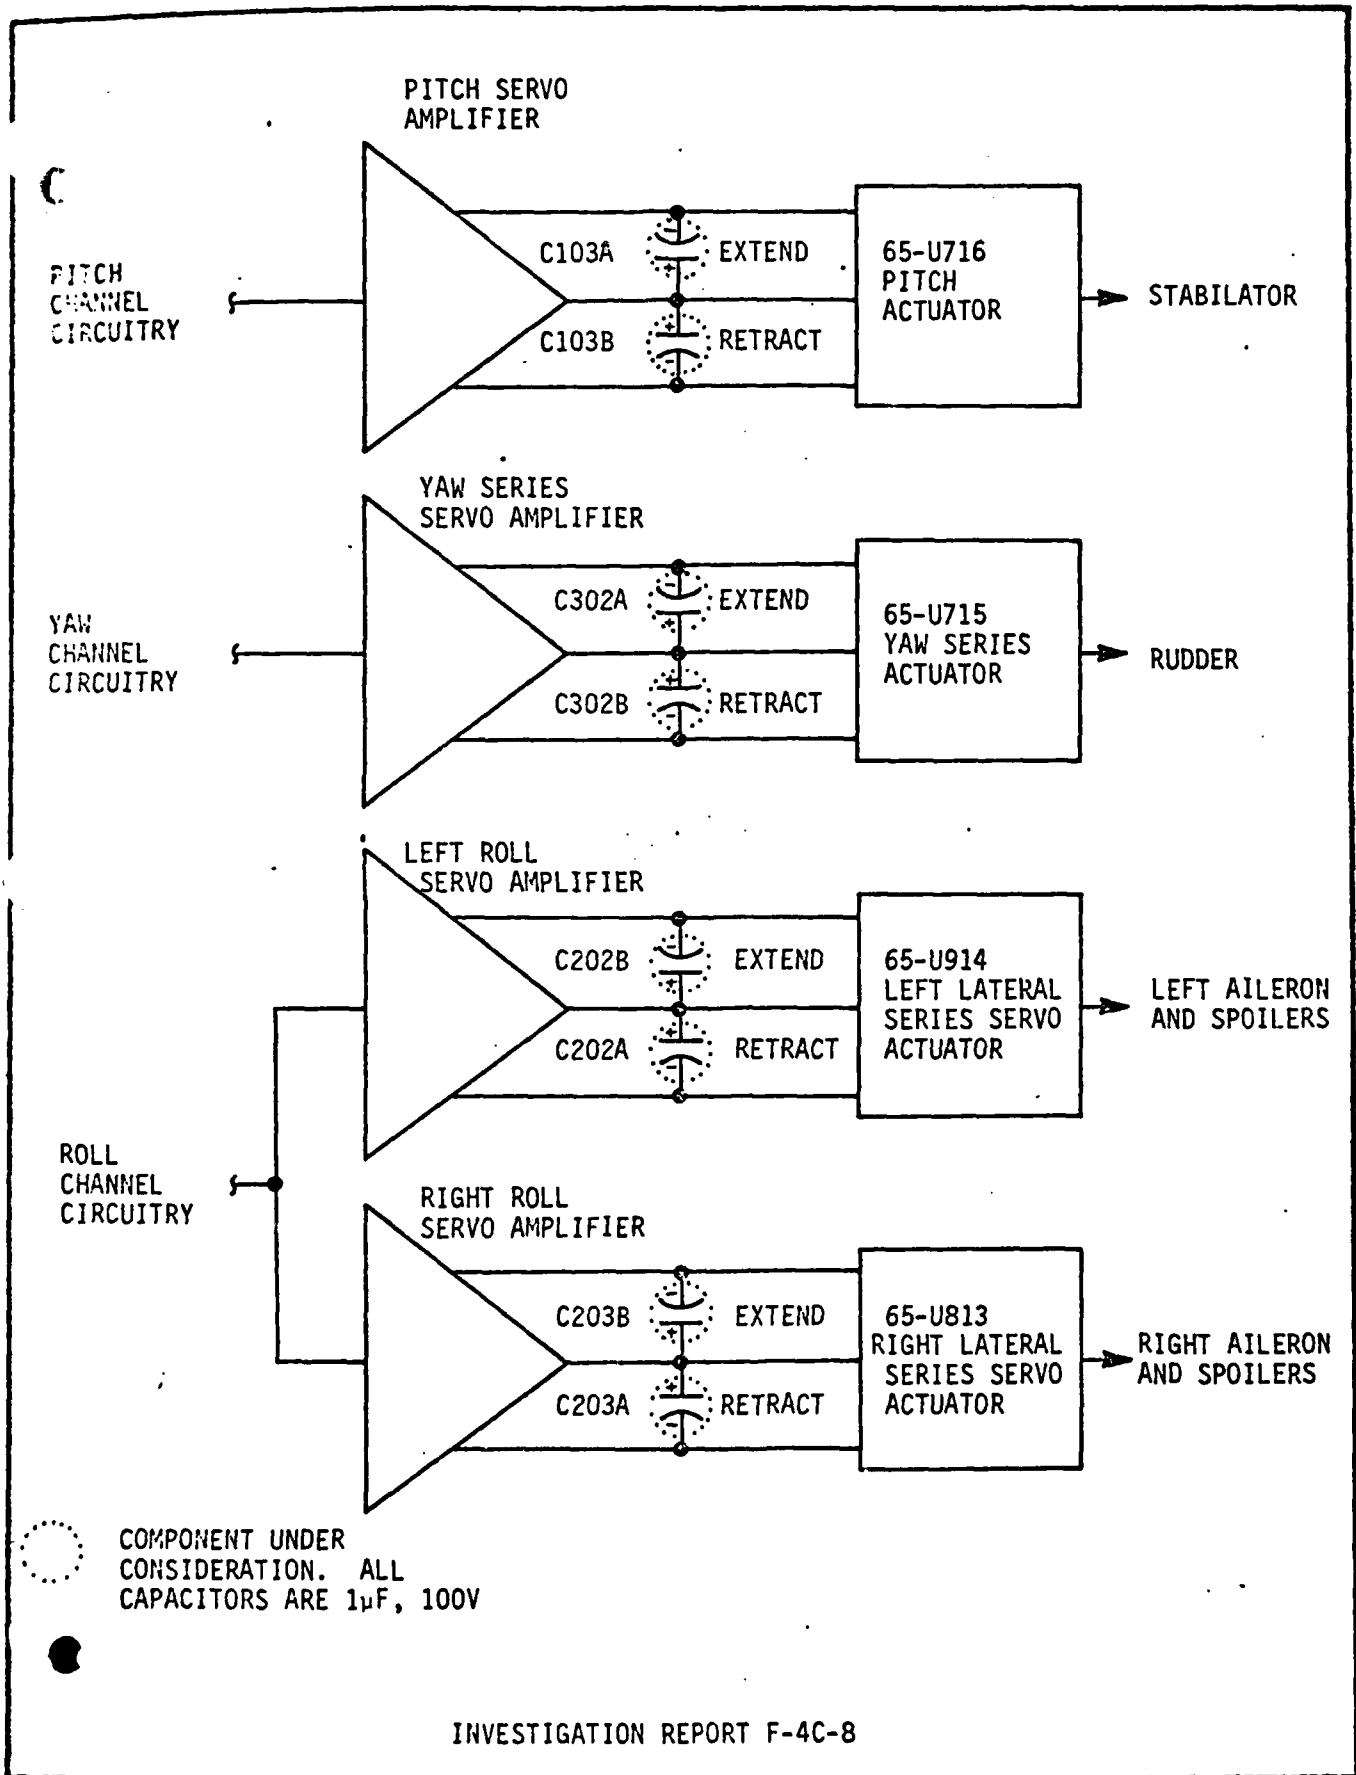 PITCH SERVO
AMPLIFIER
PITCH
CHANNEL
CIRCUITRY
C103A
-
+
EXTEND
C103B
+
-
RETRACT
65-U716
PITCH
ACTUATOR
STABILATOR
YAW SERIES
SERVO AMPLIFIER
YAW
CHANNEL
CIRCUITRY
C302A
-
+
EXTEND
C302B
+
-
RETRACT
65-U715
YAW SERIES
ACTUATOR
RUDDER
LEFT ROLL
SERVO AMPLIFIER
C202B
-
+
EXTEND
C202A
+
-
RETRACT
65-U914
LEFT LATERAL
SERIES SERVO
ACTUATOR
LEFT AILERON
AND SPOILERS
ROLL
CHANNEL
CIRCUITRY
RIGHT ROLL
SERVO AMPLIFIER
C203B
-
+
EXTEND
C203A
+
-
RETRACT
65-U813
RIGHT LATERAL
SERIES SERVO
ACTUATOR
RIGHT AILERON
AND SPOILERS
COMPONENT UNDER
CONSIDERATION. ALL
CAPACITORS ARE 1µF, 100V
INVESTIGATION REPORT F-4C-8